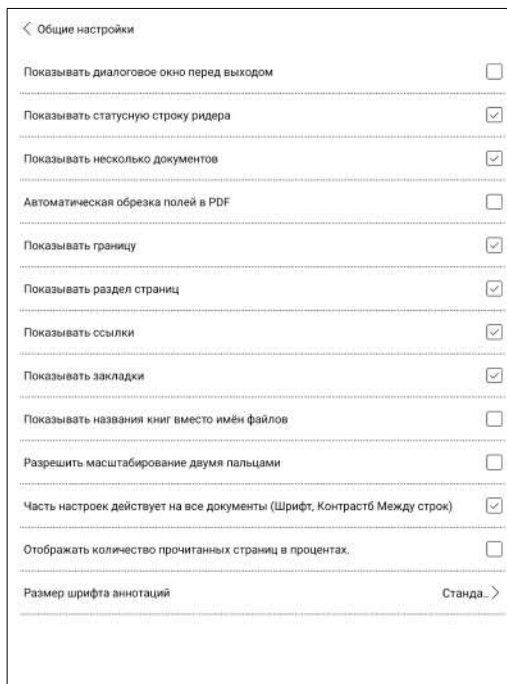 Общие настройки
Показывать диалоговое окно перед выходом
Показывать статусную строку ридера
Показывать несколько документов
Автоматическая обрезка полей в PDF
Показывать границу
Показывать раздел страниц
Показывать ссылки
Показывать закладки
Показывать названия книг вместо имён файлов
Разрешить масштабирование двумя пальцами
Часть настроек действует на все документы (Шрифт, Контрастб Между строк)
Отображать количество прочитанных страниц в процентах.
Размер шрифта аннотаций Станда..